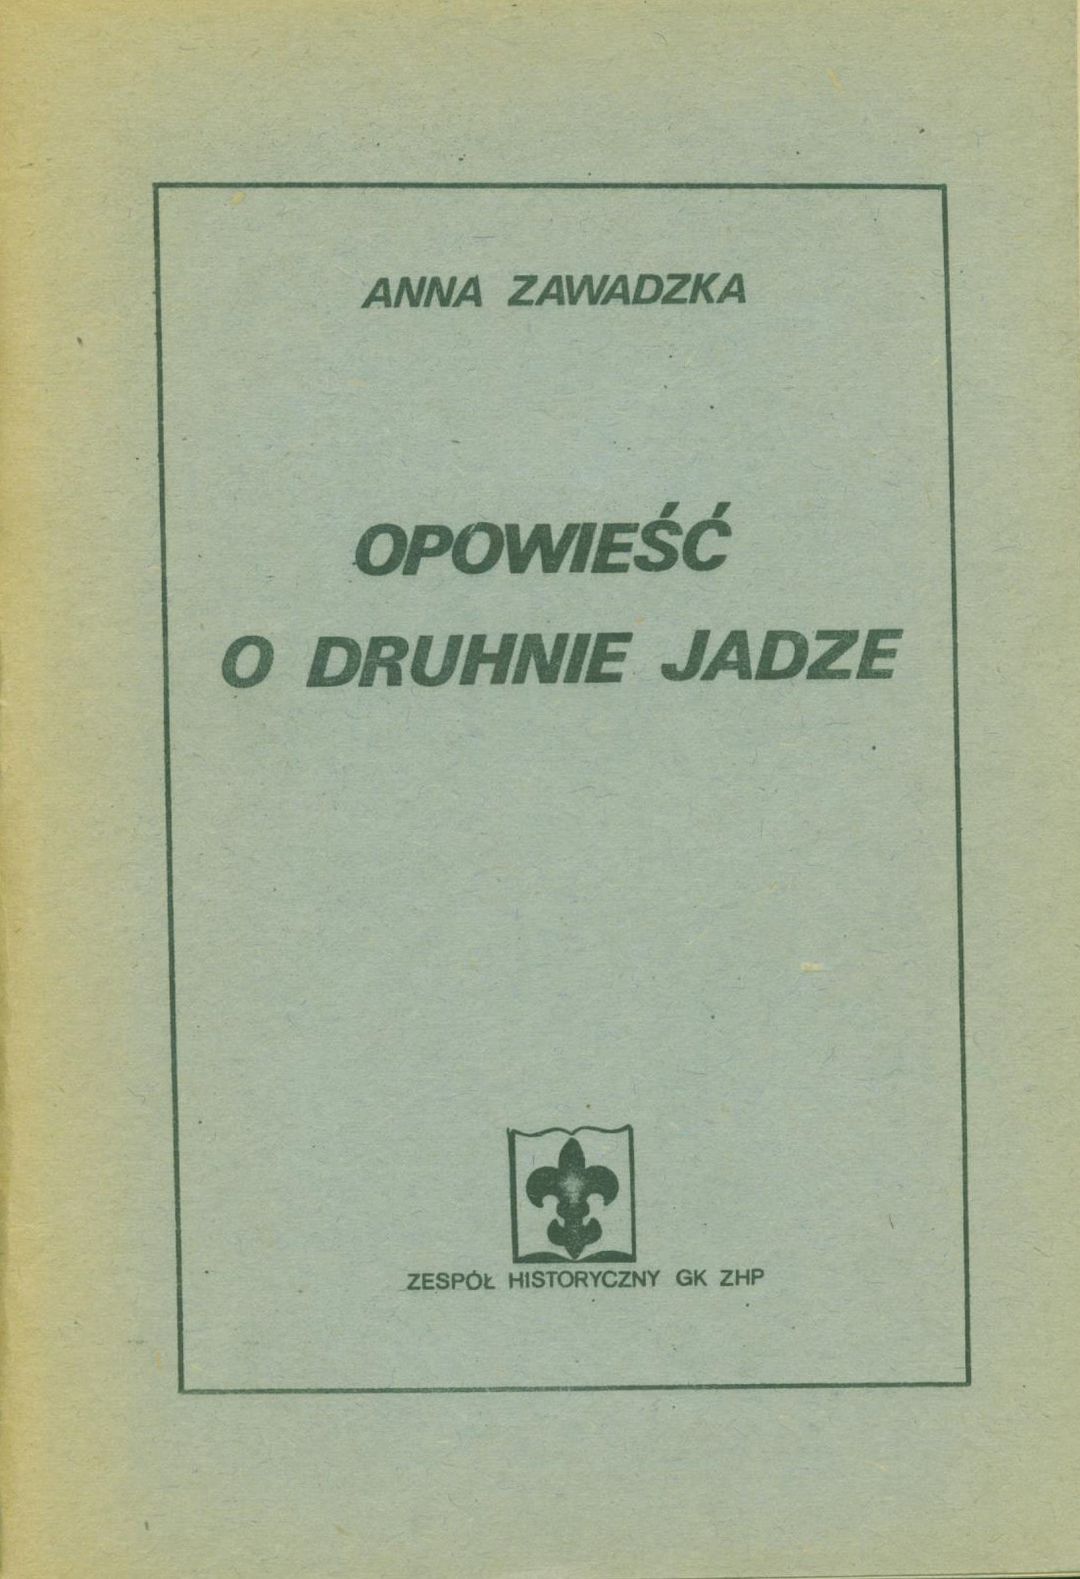 ANNA ZAWADZKA
OPOWIEŚĆ
O DRUHNIE JADZE
ZESPÓŁ HISTORYCZNY GK ZHP